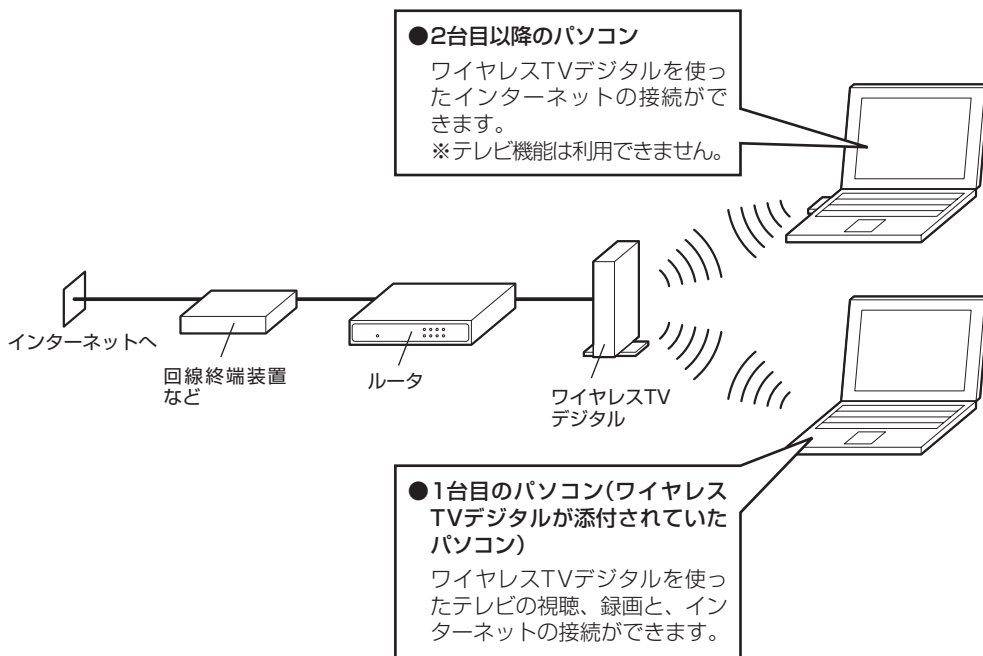 ●2台目以降のパソコン
ワイヤレスTVデジタルを使っ
たインターネットの接続がで
きます。
※テレビ機能は利用できません。
インターネットへ
回線終端装置
など
ルータ
ワイヤレスTV
デジタル
●1台目のパソコン(ワイヤレス
TVデジタルが添付されていた
パソコン)
ワイヤレスTVデジタルを使っ
たテレビの視聴、録画と、イン
ターネットの接続ができます。